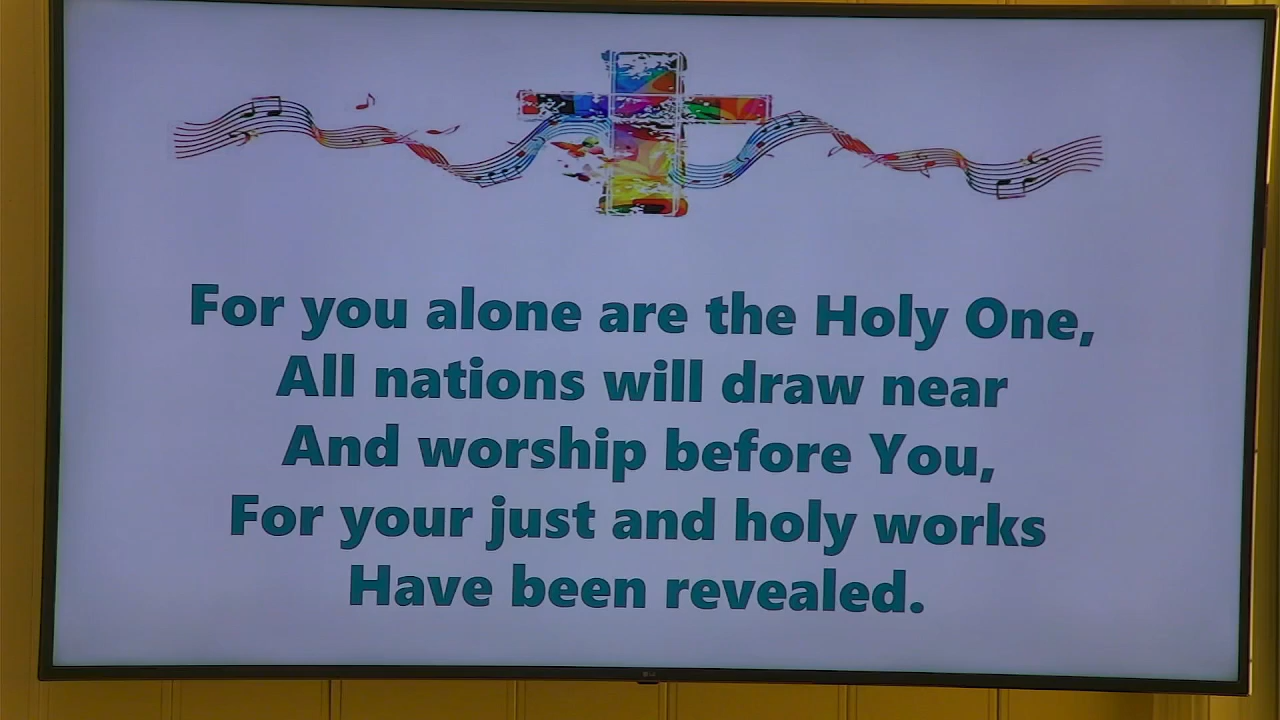 For you alone are the Holy One,
All nations will draw near
And worship before You,
For your just and holy works
Have been revealed.
LG